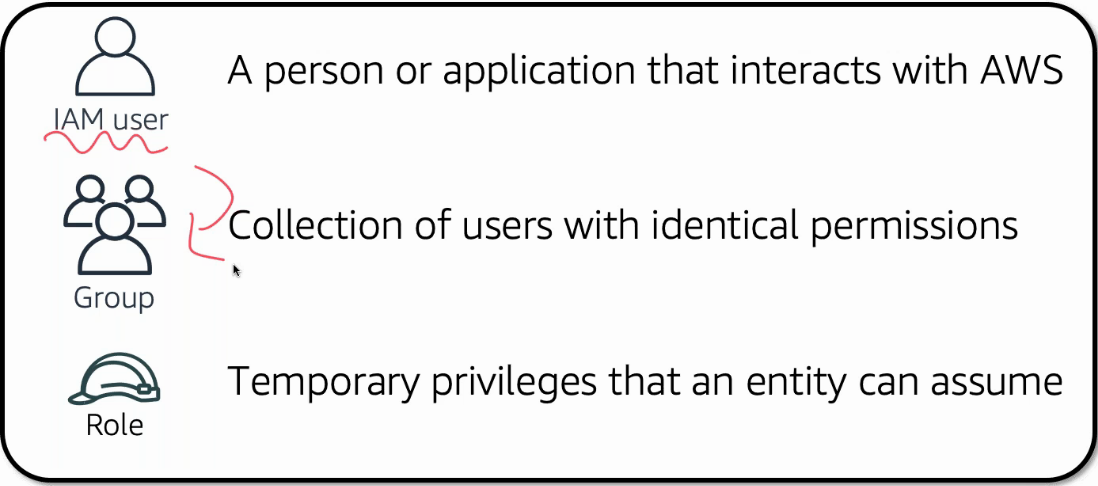 A person or application that interacts with AWS
IAM user
Collection of users with identical permissions
Group
Temporary privileges that an entity can assume
Role